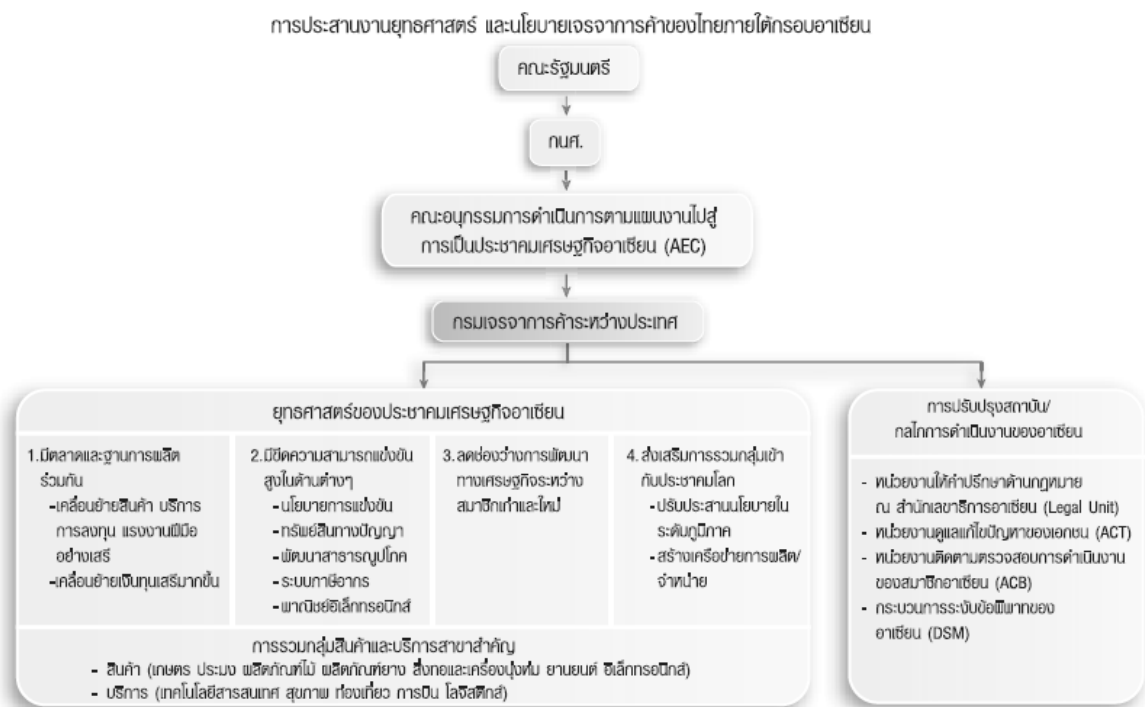 การประสานงานยุทธศาสตร์ และนโยบายเจรจาการค้าของไทยภายใต้กรอบอาเซียน
คณะรัฐมนตรี
กนศ.
คณะอนุกรรมการดำเนินการตามแผนงานไปสู่
การเป็นประชาคมเศรษฐกิจอาเซียน (AEC)
กรมเจรจาการค้าระหว่างประเทศ
ยุทธศาสตร์ของประชาคมเศรษฐกิจอาเซียน
1.มีตลาดและฐานการผลิต
ร่วมกัน
-เคลื่อนย้ายสินค้า บริการ
การลงทุน แรงงานฝีมือ
อย่างเสรี
-เคลื่อนย้ายเงินทุนเสรีมากขึ้น
2.มีขีดความสามารถแข่งขัน
สูงในด้านต่างๆ
-นโยบายการแข่งขัน
-ทรัพย์สินทางปัญญา
-พัฒนาสาธารณูปโภค
-ระบบภาษีอากร
-พาณิชย์อิเล็กทรอนิกส์
3.ลดช่องว่างการพัฒนา
ทางเศรษฐกิจระหว่าง
สมาชิกเก่าและใหม่
4.ส่งเสริมการรวมกลุ่มเข้า
กับประชาคมโลก
-ปรับประสานนโยบายใน
ระดับภูมิภาค
-สร้างเครือข่ายการผลิต/
จำหน่าย
การรวมกลุ่มสินค้าและบริการสาขาสำคัญ
- สินค้า (เกษตร ประมง ผลิตภัณฑ์ไม้ ผลิตภัณฑ์ยาง สิ่งทอและเครื่องนุ่งห่ม ยานยนต์ อิเล็กทรอนิกส์)
- บริการ (เทคโนโลยีสารสนเทศ สุขภาพ ท่องเที่ยว การบิน โลจิสติกส์)
การปรับปรุงสถาบัน/
กลไกการดำเนินงานของอาเซียน
- หน่วยงานให้คำปรึกษาด้านกฎหมาย
ณ สำนักเลขาธิการอาเซียน (Legal Unit)
- หน่วยงานดูแลแก้ไขปัญหาของเอกชน (ACT)
- หน่วยงานติดตามตรวจสอบการดำเนินงาน
ของสมาชิกอาเซียน (ACB)
- กระบวนการระงับข้อพิพาทของ
อาเซียน (DSM)